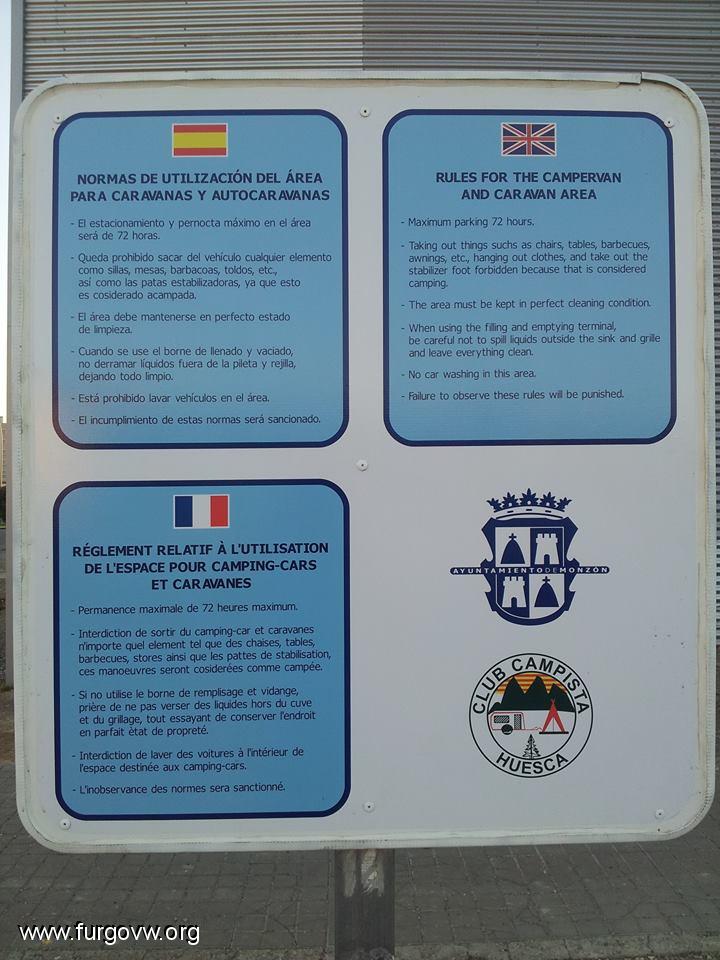 NORMAS DE UTILIZACIÓN DEL ÁREA
PARA CARAVANAS Y AUTOCARAVANAS
- El estacionamiento y pernocta máximo en el área
será de 72 horas.
- Queda prohibido sacar del vehículo cualquier elemento
como sillas, mesas, barbacoas, toldos, etc.,
así como las patas estabilizadoras, ya que esto
es cosiderado acampada.
- El área debe mantenerse en perfecto estado
de limpieza.
- Cuando se use el borne de llenado y vaciado,
no derramar líquidos fuera de la pileta y rejilla,
dejando todo limpio.
- Está prohibido lavar vehículos en el área.
- El incumplimiento de estas normas será sancionado.
RULES FOR THE CAMPERVAN
AND CARAVAN AREA
- Maximum parking 72 hours.
- Taking out things suchs as chairs, tables, barbecues,
awnings, etc., hanging out clothes, and take out the
stabilizer foot forbidden because that is considered
camping.
- The area must be kept in perfect cleaning condition.
- When using the filling and emptying terminal,
be careful not to spill liquids outside the sink and grille
and leave everything clean.
- No car washing in this area.
- Failure to observe these rules will be punished.
RÉGLEMENT RELATIF À L'UTILISATION
DE L'ESPACE POUR CAMPING-CARS
ET CARAVANES
- Permanence maximale de 72 heures maximum.
- Interdiction de sortir du camping-car et caravanes
n'importe quel element tel que des chaises, tables,
barbecues, stores ainsi que les pattes de stabilisation,
ces manoeuvres seront cosiderées comme campée.
- Si no utilise le borne de remplisage et vidange,
prière de ne pas verser des liquides hors du cuve
et du grillage, tout essayant de conserver l'endroit
en parfait ètat de propreté.
- Interdiction de laver des voitures à l'intérieur de
l'espace destinée aux camping-cars.
- L'inobservance des normes sera sanctionné.
AYUNTAMIENTO DE MONZÓN
CLUB CAMPISTA
HUESCA
www.furgovw.org